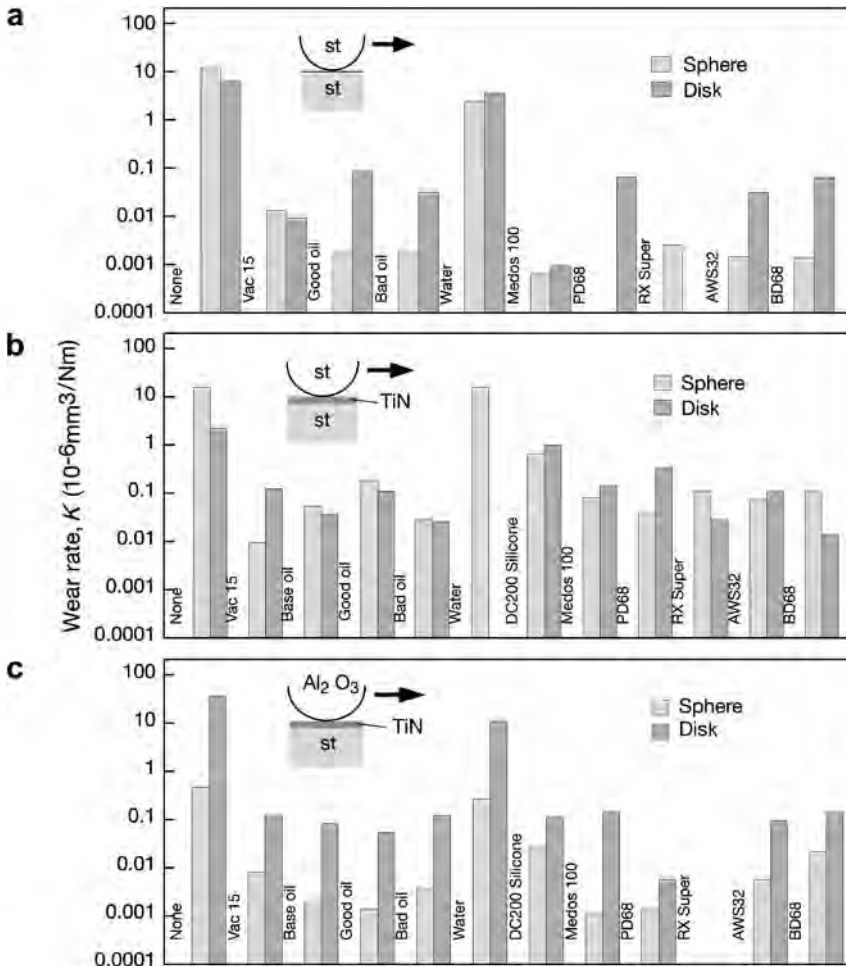 a
100
10
1
0.1
0.01
0.001
0.0001
st
st
Sphere
Disk
None
Vac 15
Good oil
Bad oil
Water
Medos 100
PD68
RX Super
AWS32
BD68
Wear rate, K (10-6mm3/Nm)
b
100
10
1
0.1
0.01
0.001
0.0001
st
TiN
st
Sphere
Disk
None
Vac 15
Base oil
Good oil
Bad oil
Water
DC200 Silicone
Medos 100
PD68
RX Super
AWS32
BD68
c
100
10
1
0.1
0.01
0.001
0.0001
Al2 O3
TiN
st
Sphere
Disk
None
Vac 15
Base oil
Good oil
Bad oil
Water
DC200 Silicone
Medos 100
PD68
RX Super
AWS32
BD68